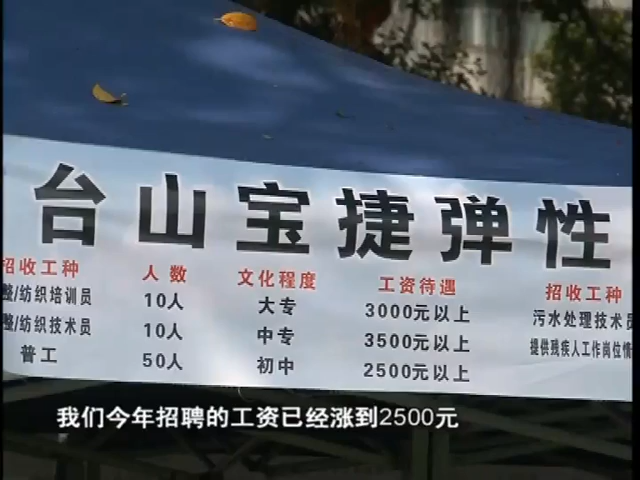 台山宝捷弹性
招收工种 人数 文化程度 工资待遇 招收工种
整/纺织培训员 10人 大专 3000元以上 污水处理技术员
整/纺织技术员 10人 中专 3500元以上 提供残疾人工作岗位情
普工 50人 初中 2500元以上
我们今年招聘的工资已经涨到2500元